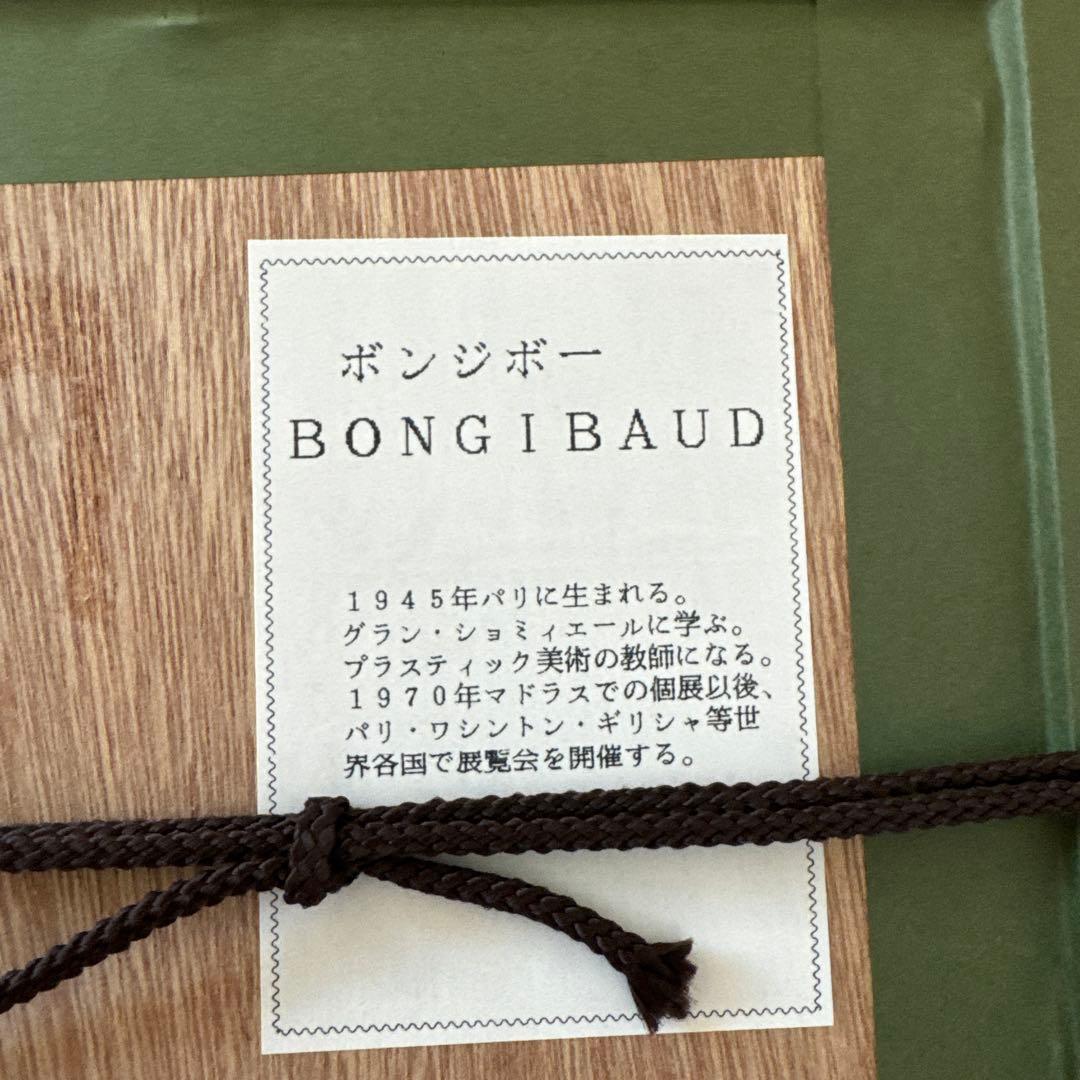 ボンジボー
ＢＯＮＧＩＢＡＵＤ
１９４５年パリに生まれる。
グラン・ショミィエールに学ぶ。
プラスティック美術の教師になる。
１９７０年マドラスでの個展以後、
パリ・ワシントン・ギリシャ等世
界各国で展覧会を開催する。